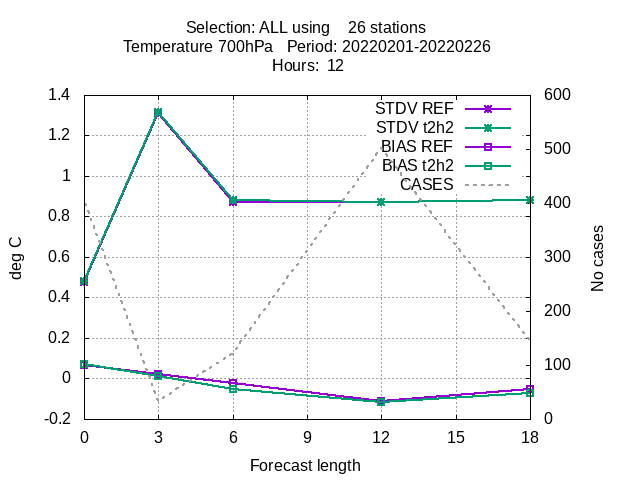 Selection: ALL using 26 stations
Temperature 700hPa Period: 20220201-20220226
Hours: 12
1.4
1.2
1
0.8
0.6
0.4
0.2
0
-0.2
deg C
STDV REF
STDV t2h2
BIAS REF
BIAS t2h2
CASES
600
500
400
300
200
100
0
No cases
0 3 6 9 12 15 18
Forecast length